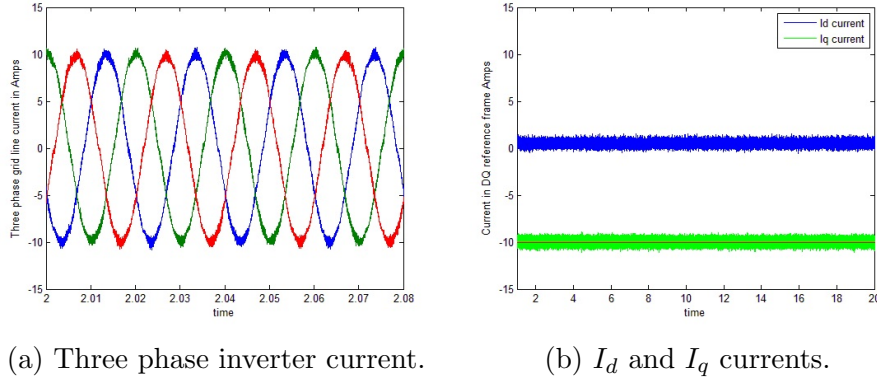 15
10
5
0
-5
-10
-15
Three phase grid line current in Amps
2 2.01 2.02 2.03 2.04 2.05 2.06 2.07 2.08
time
(a) Three phase inverter current.
15
10
5
0
-5
-10
-15
Current in DQ reference frame Amps
Id current
Iq current
2 4 6 8 10 12 14 16 18 20
time
(b) I_d and I_q currents.